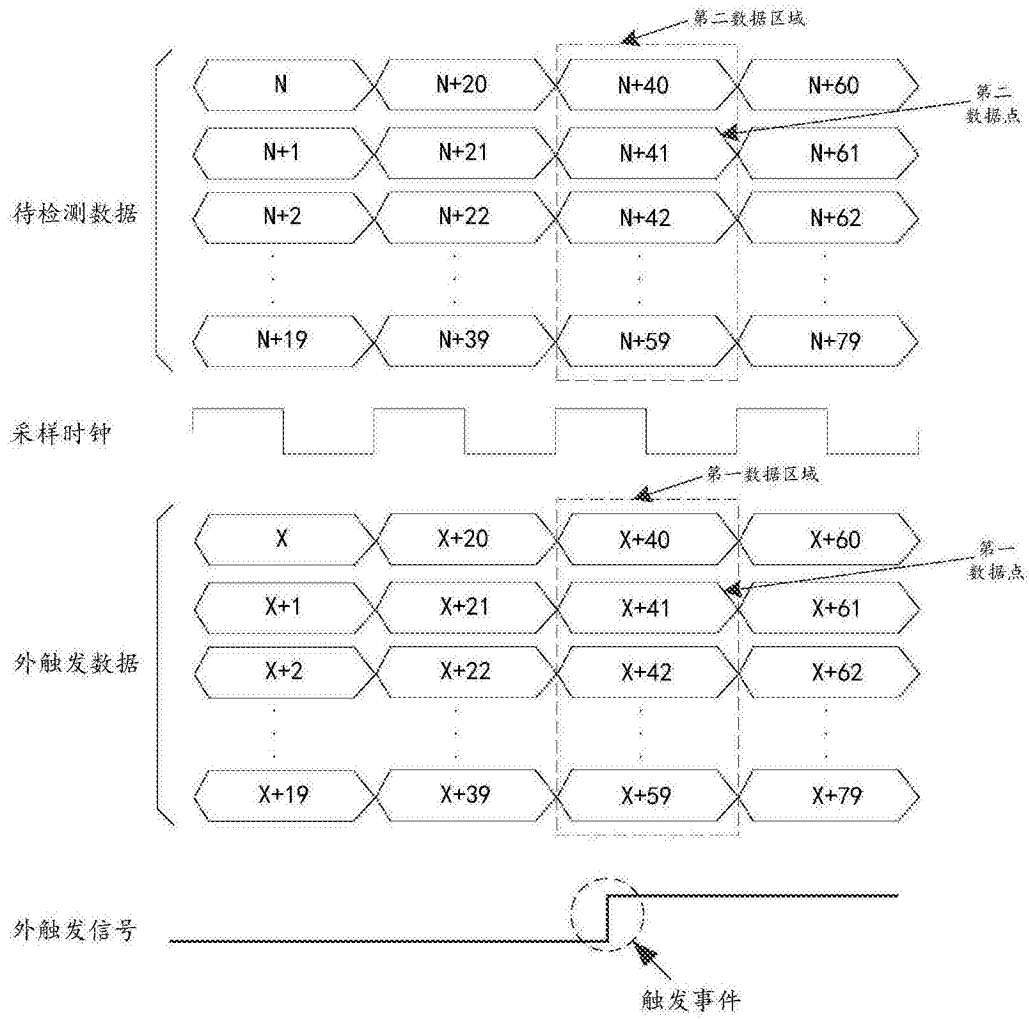 第二数据区域
N N+20 N+40 N+60
第二
数据点
N+1 N+21 N+41 N+61
待检测数据
N+2 N+22 N+42 N+62
N+19 N+39 N+59 N+79
采样时钟
第一数据区域
X X+20 X+40 X+60
第一
数据点
X+1 X+21 X+41 X+61
外触发数据
X+2 X+22 X+42 X+62
X+19 X+39 X+59 X+79
外触发信号
触发事件